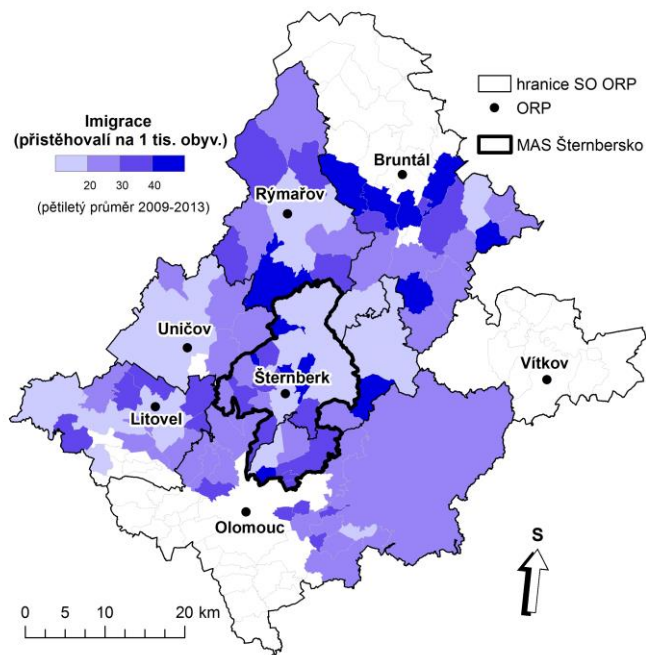 Imigrace
(přistěhovalí na 1 tis. obyv.)
20 30 40
(pětiletý průměr 2009-2013)
hranice SO ORP
ORP
MAS Šternbersko
Bruntál
Rýmařov
Uničov
Vítkov
Šternberk
Litovel
Olomouc
S
0 5 10 20 km